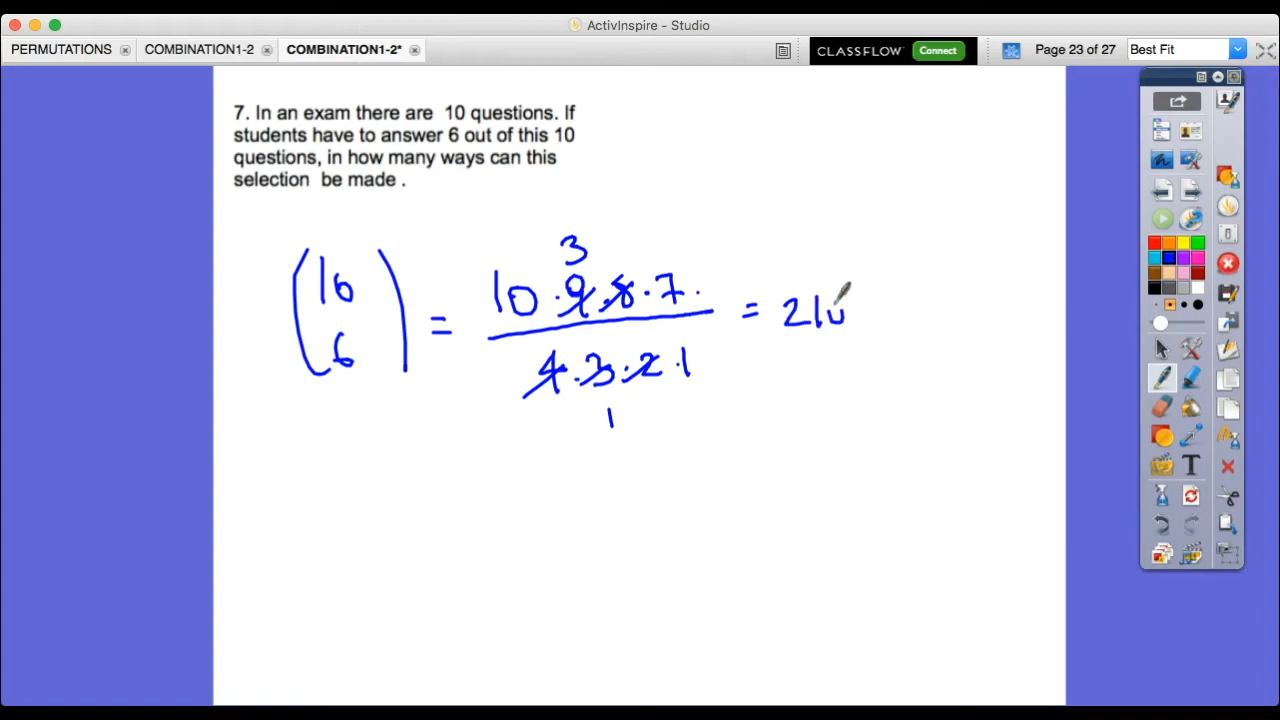 ActivInspire - Studio
PERMUTATIONS COMBINATION1-2 COMBINATION1-2* CLASSFLOW Connect Page 23 of 27 Best Fit
7. In an exam there are 10 questions. If
students have to answer 6 out of this 10
questions, in how many ways can this
selection be made .
3
(10 6) = 10 · 9 · 8 · 7 · / 4 · 3 · 2 · 1 = 210
1
T